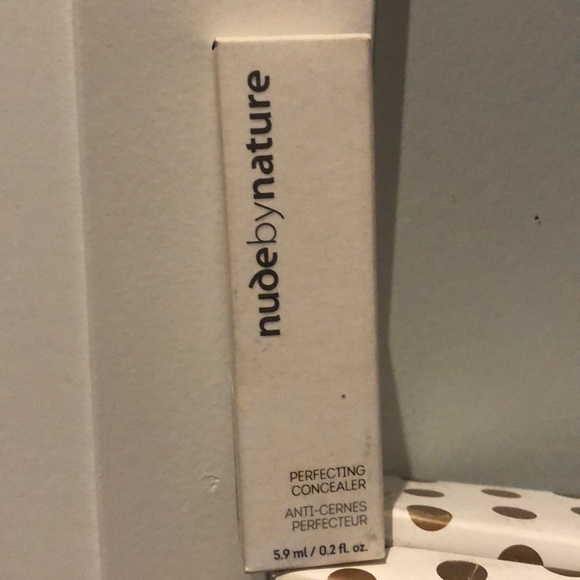 nudebynature
PERFECTING
CONCEALER
ANTI-CERNES
PERFECTEUR
5.9 ml / 0.2 fl. oz.